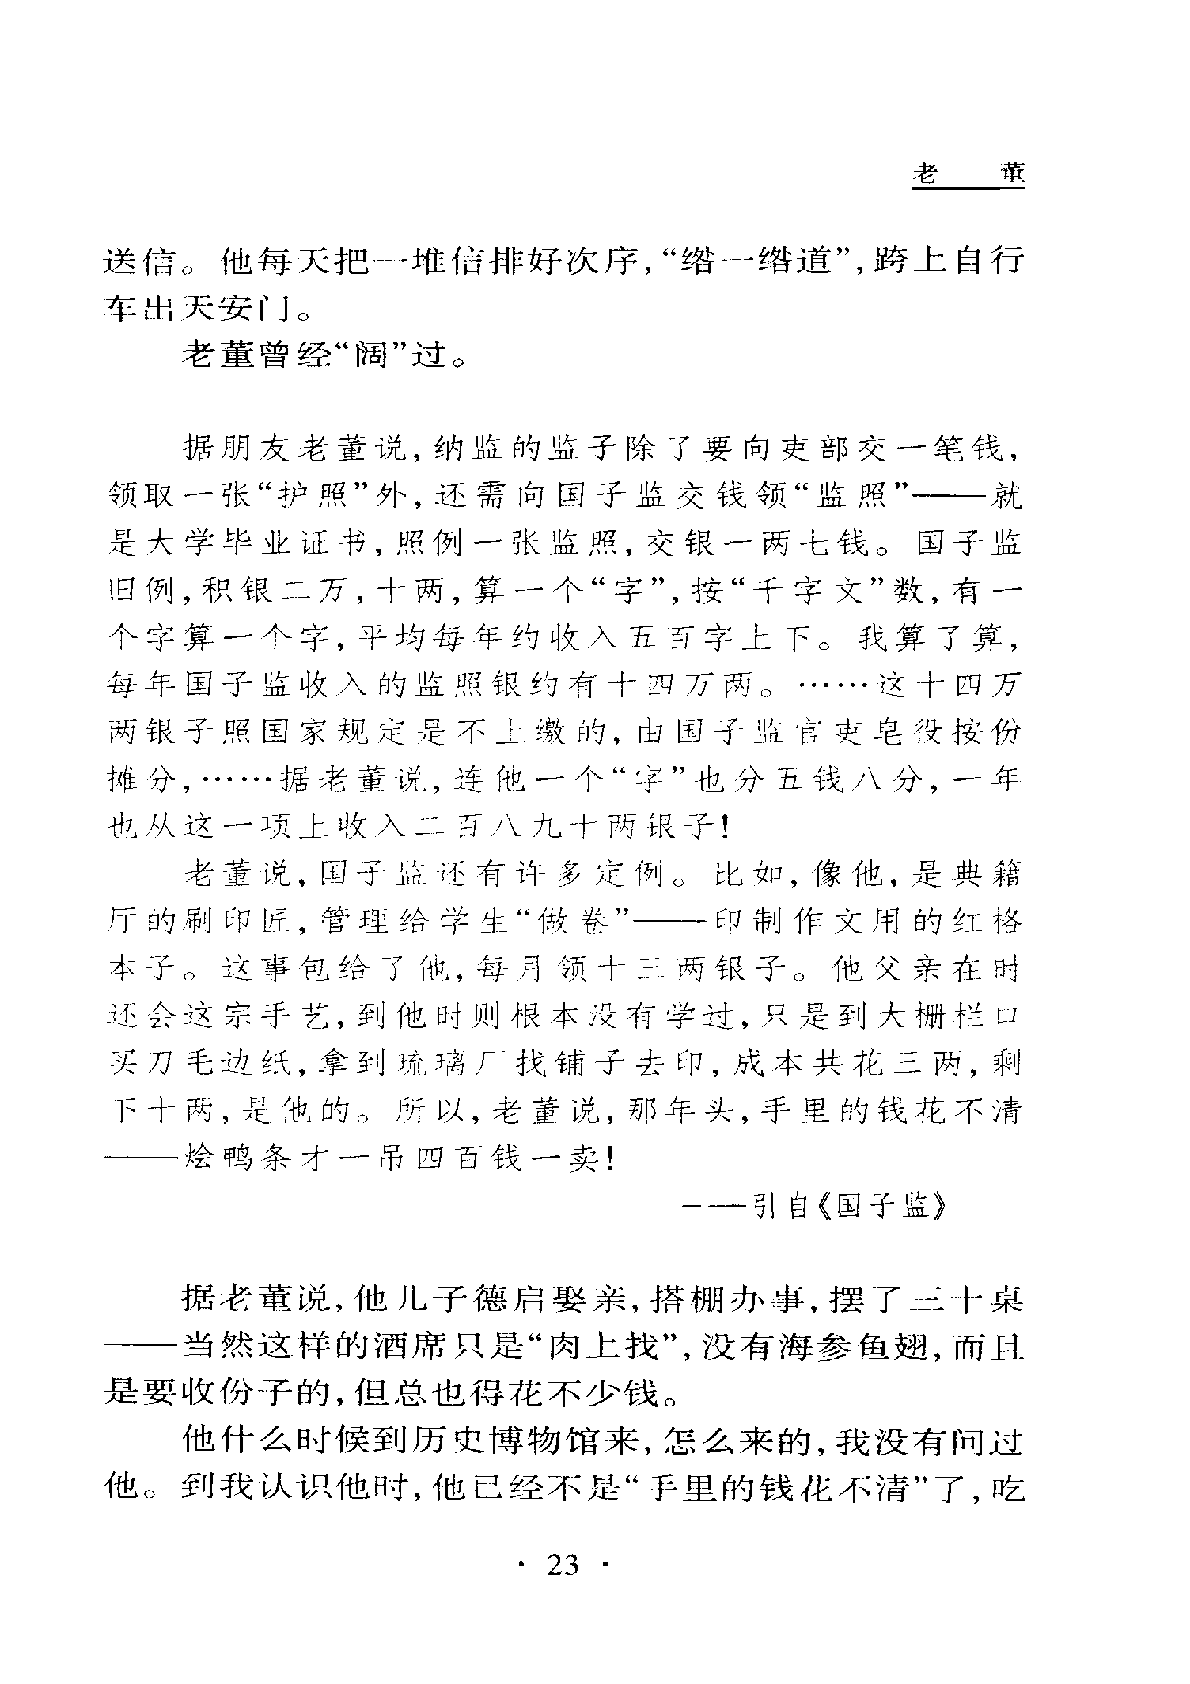 老　董
送信。他每天把一堆信排好次序，“绺一绺道”，跨上自行
车出天安门。
老董曾经“阔”过。
据朋友老董说，纳监的监子除了要向吏部交一笔钱，
领取一张“护照”外，还需向国子监交钱领“监照”——就
是大学毕业证书，照例一张监照，交银一两七钱。国子监
旧例，积银二万，十两，算一个“字”，按“千字文”数，有一
个字算一个字，平均每年约收入五百字上下。我算了算，
每年国子监收入的监照银约有十四万两。……这十四万
两银子照国家规定是不上缴的，由国子监官吏皂役按份
摊分，……据老董说，连他一个“字”也分五钱八分，一年
也从这一项上收入二百八九十两银子！
老董说，国子监还有许多定例。比如，像他，是典籍
厅的刷印匠，管理给学生“做卷”——印制作文用的红格
本子。这事包给了他，每月领十三两银子。他父亲在时
还会这宗手艺，到他时则根本没有学过，只是到大栅栏口
买刀毛边纸，拿到琉璃厂找铺子去印，成本共花三两，剩
下十两，是他的。所以，老董说，那年头，手里的钱花不清
——烩鸭条才一吊四百钱一卖！
——引自《国子监》
据老董说，他儿子德启娶亲，搭棚办事，摆了三十桌
——当然这样的酒席只是“肉上找”，没有海参鱼翅，而且
是要收份子的，但总也得花不少钱。
他什么时候到历史博物馆来，怎么来的，我没有问过
他。到我认识他时，他已经不是“手里的钱花不清”了，吃
· 23 ·